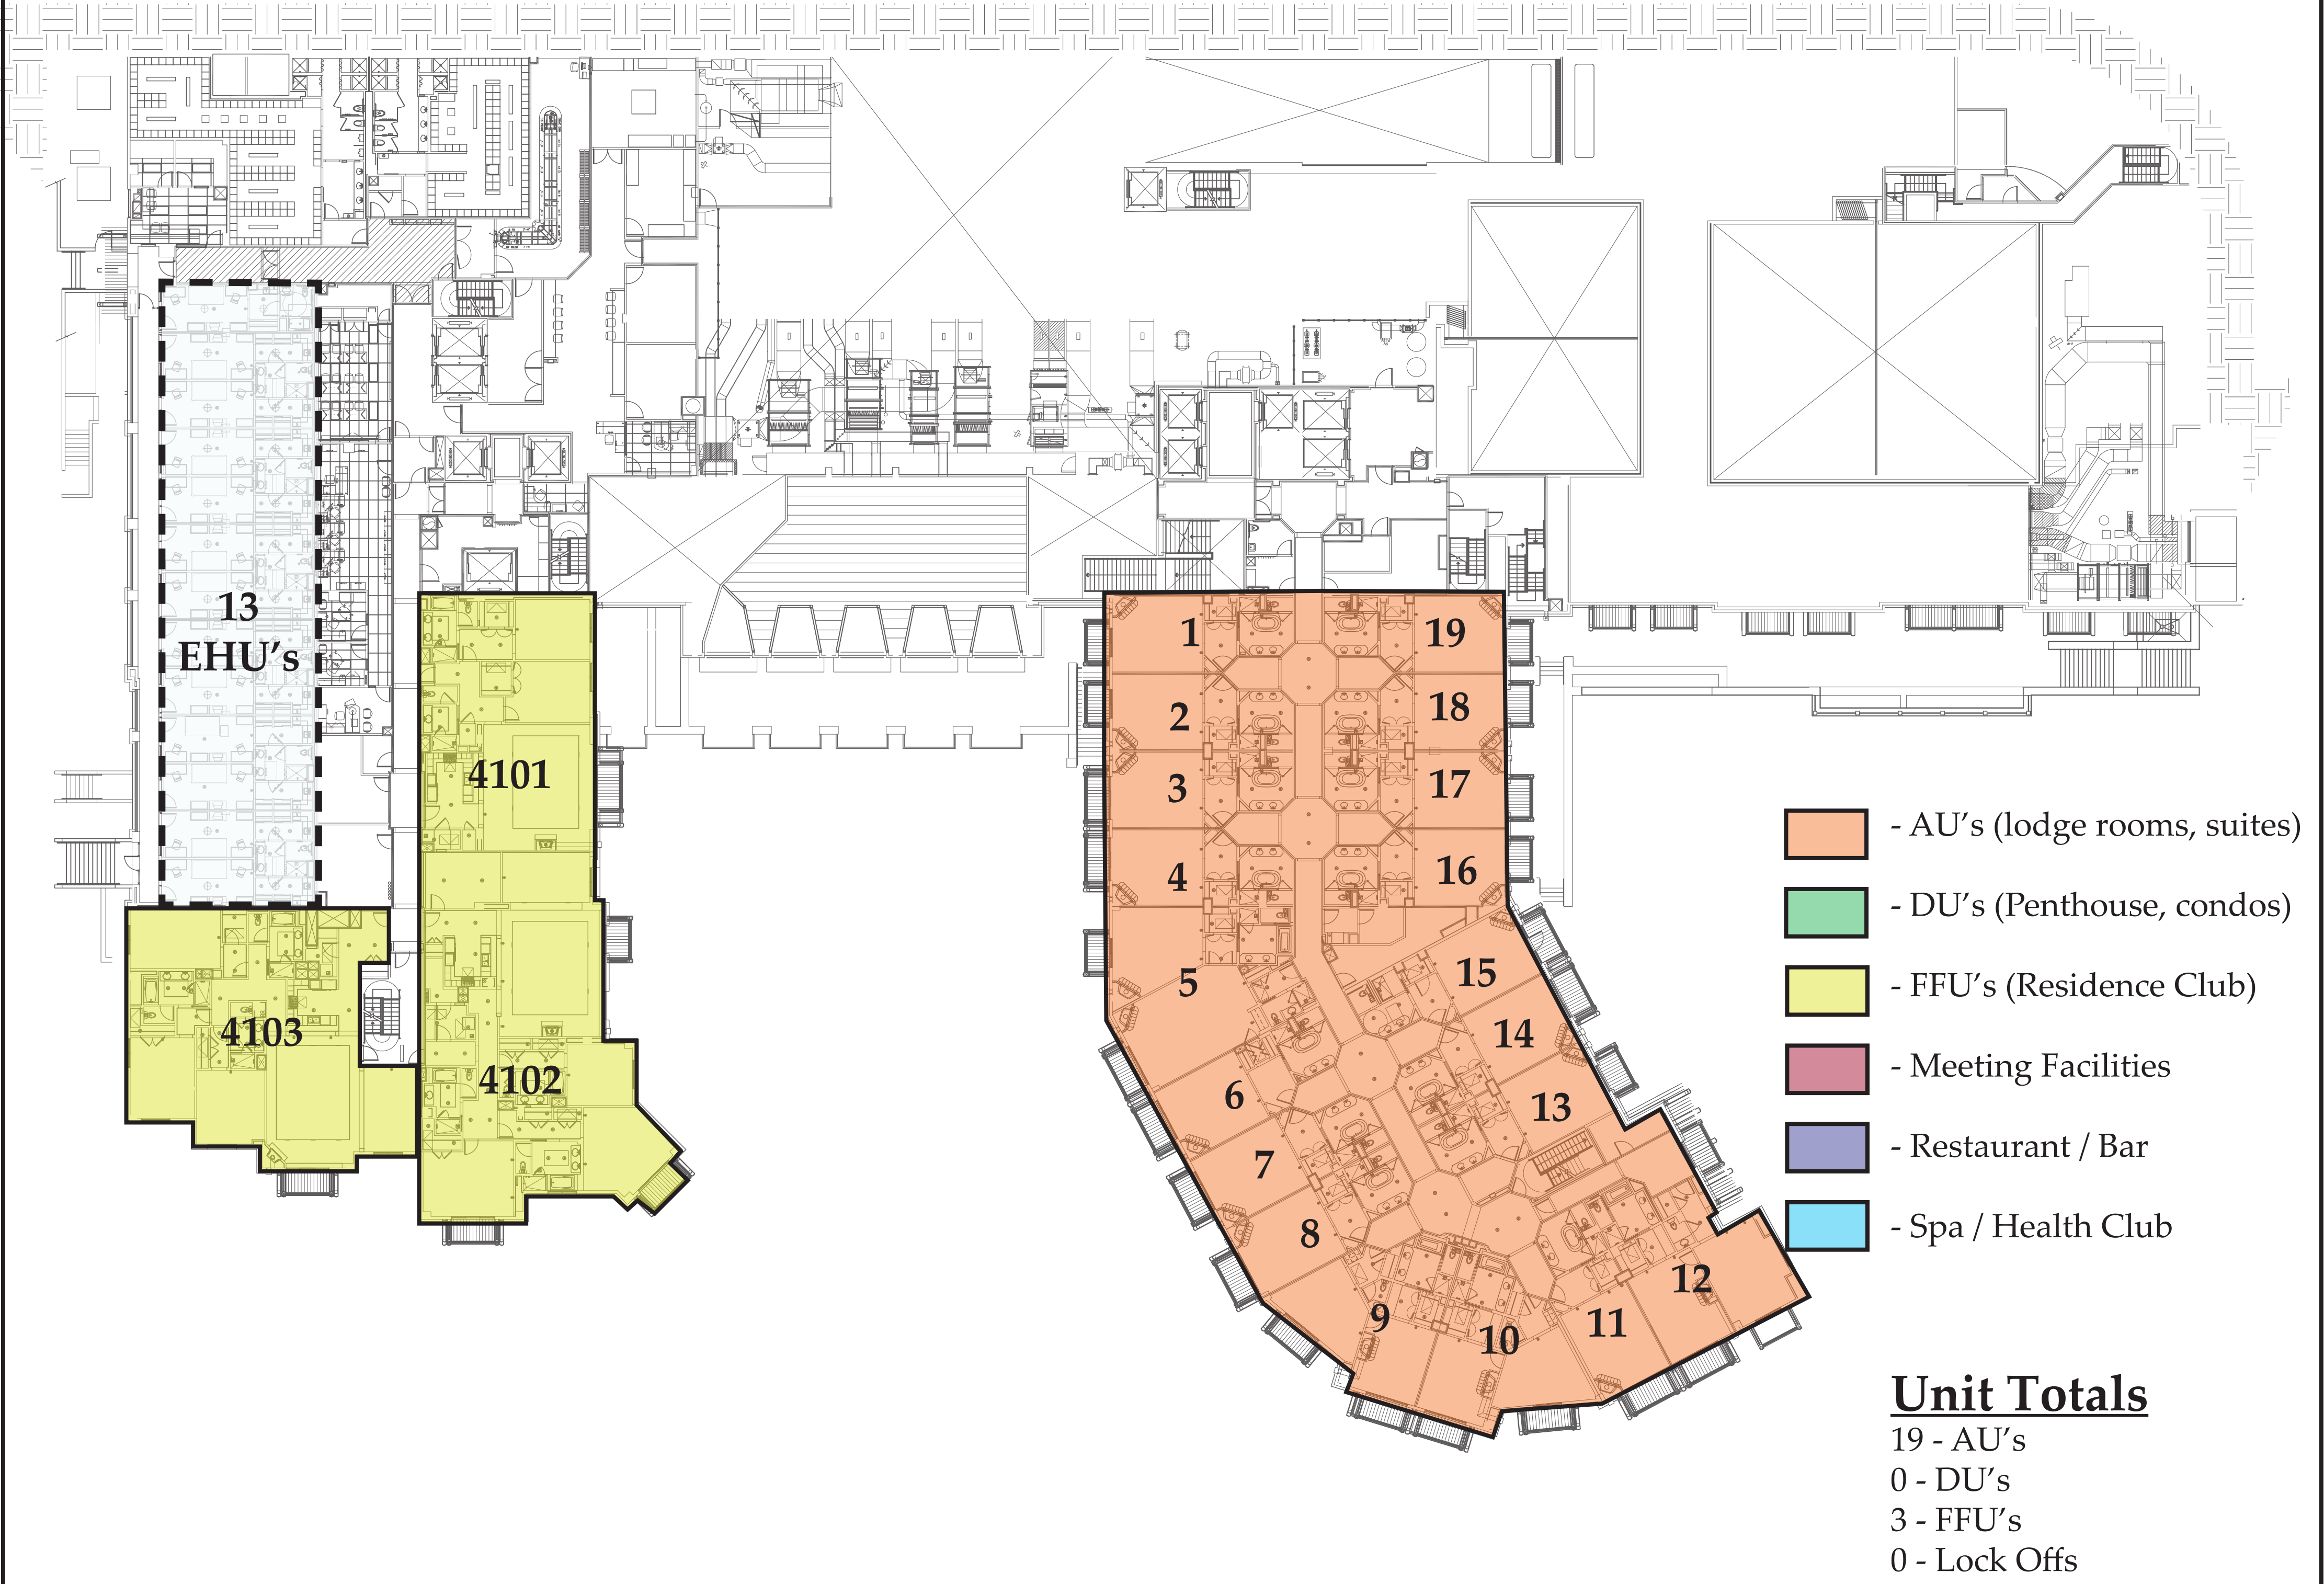 13
EHU's
4101
4102
4103
1
2
3
4
5
6
7
8
9
10
11
12
13
14
15
16
17
18
19
- AU's (lodge rooms, suites)
- DU's (Penthouse, condos)
- FFU's (Residence Club)
- Meeting Facilities
- Restaurant / Bar
- Spa / Health Club
Unit Totals
19 - AU's
0 - DU's
3 - FFU's
0 - Lock Offs